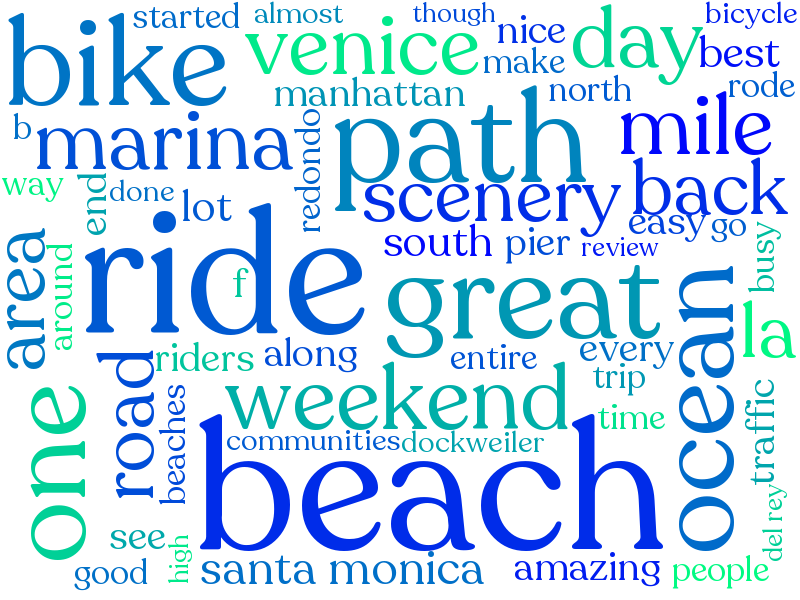 started almost though bicycle
bike venice nice day best
make
manhattan north rode
b marina redondo path mile
way end done lot scenery back
easy go
south pier review busy
area around ride f great ocean la
riders along entire every
road trip
one beaches weekend time traffic
communities dockweiler
beach
see del rey
good high santa monica amazing people